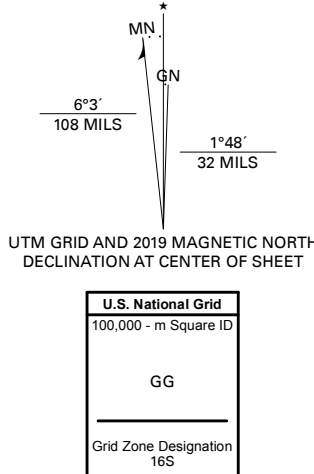 ★
MN
GN
6°3´
108 MILS
1°48´
32 MILS
UTM GRID AND 2019 MAGNETIC NORTH
DECLINATION AT CENTER OF SHEET
U.S. National Grid
100,000 - m Square ID
GG
Grid Zone Designation
16S